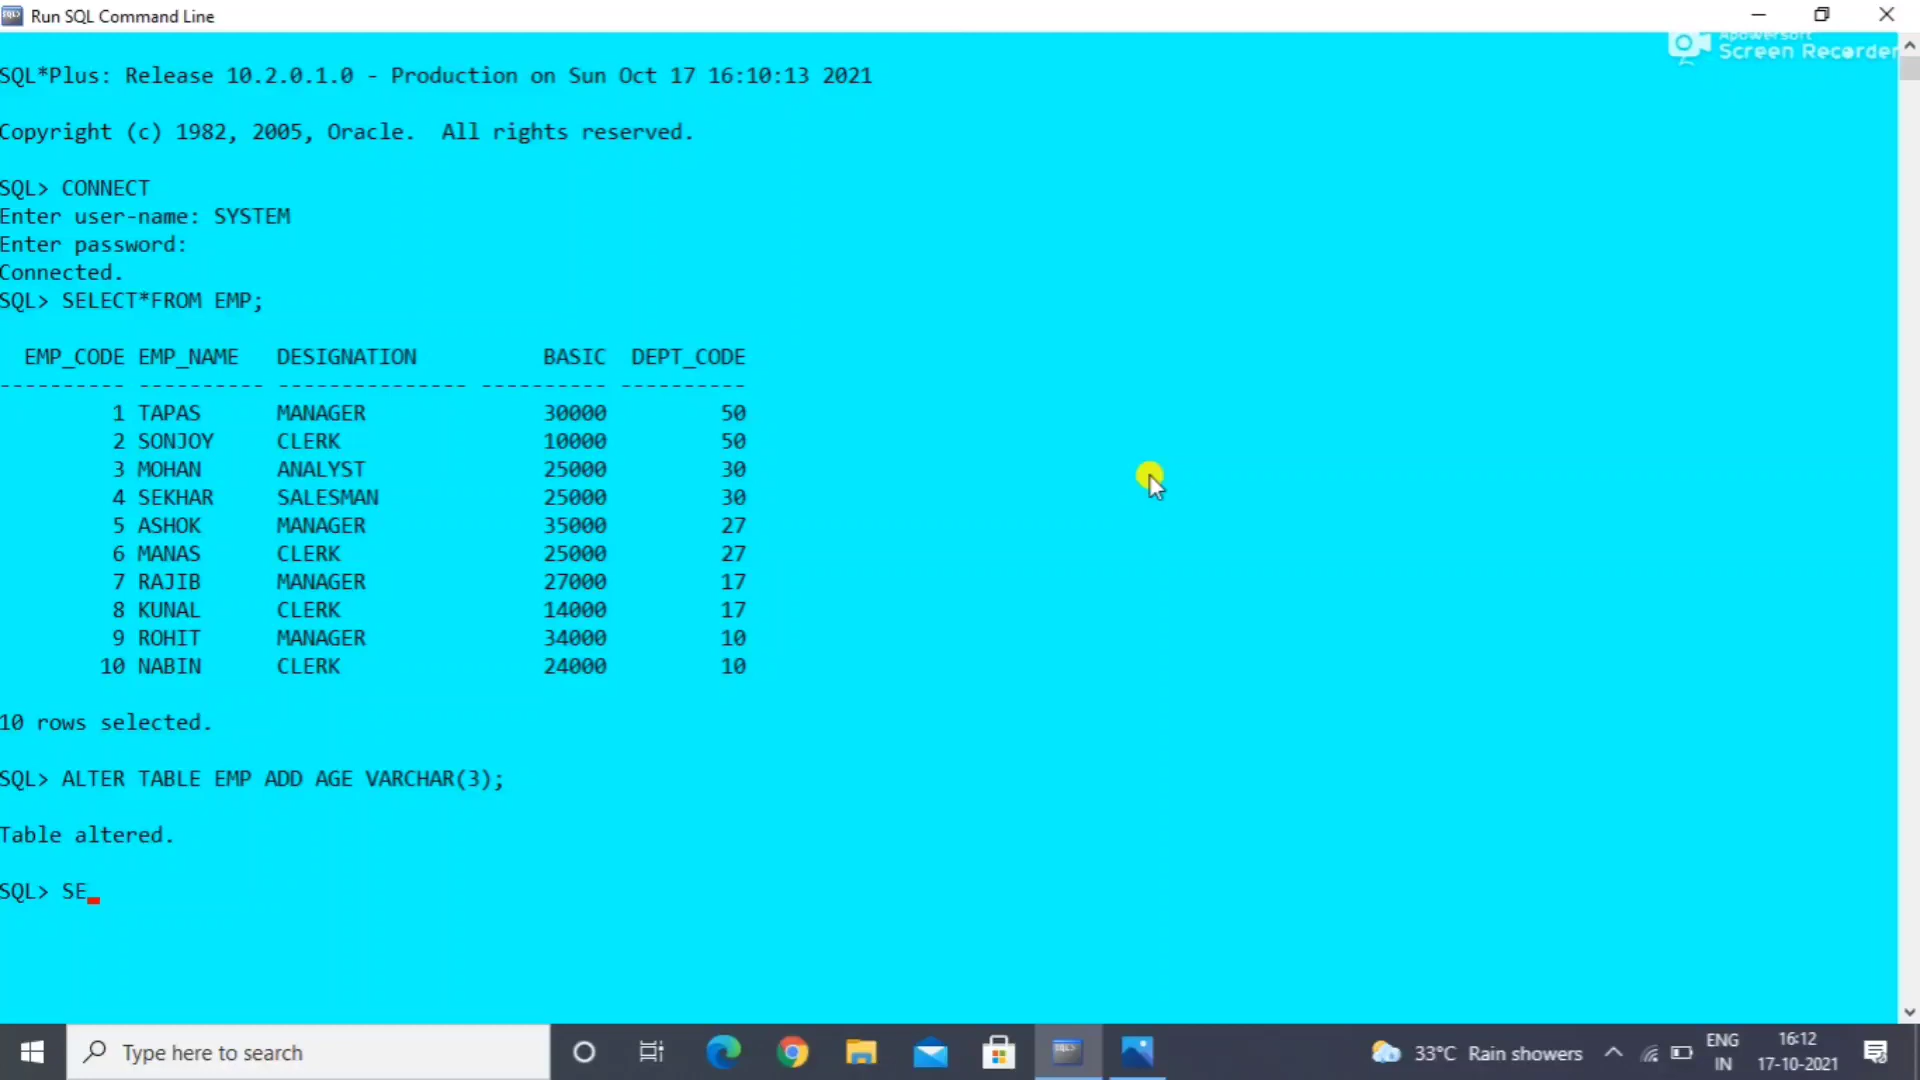 Run SQL Command Line
Apowersoft
Screen Recorder
SQL*Plus: Release 10.2.0.1.0 - Production on Sun Oct 17 16:10:13 2021
Copyright (c) 1982, 2005, Oracle.  All rights reserved.
SQL> CONNECT
Enter user-name: SYSTEM
Enter password:
Connected.
SQL> SELECT*FROM EMP;
EMP_CODE EMP_NAME   DESIGNATION          BASIC  DEPT_CODE
---------- ---------- --------------- ---------- ----------
1 TAPAS      MANAGER              30000         50
2 SONJOY     CLERK                10000         50
3 MOHAN      ANALYST              25000         30
4 SEKHAR     SALESMAN             25000         30
5 ASHOK      MANAGER              35000         27
6 MANAS      CLERK                25000         27
7 RAJIB      MANAGER              27000         17
8 KUNAL      CLERK                14000         17
9 ROHIT      MANAGER              34000         10
10 NABIN      CLERK                24000         10
10 rows selected.
SQL> ALTER TABLE EMP ADD AGE VARCHAR(3);
Table altered.
SQL> SE
Type here to search
33°C Rain showers
ENG
IN
16:12
17-10-2021